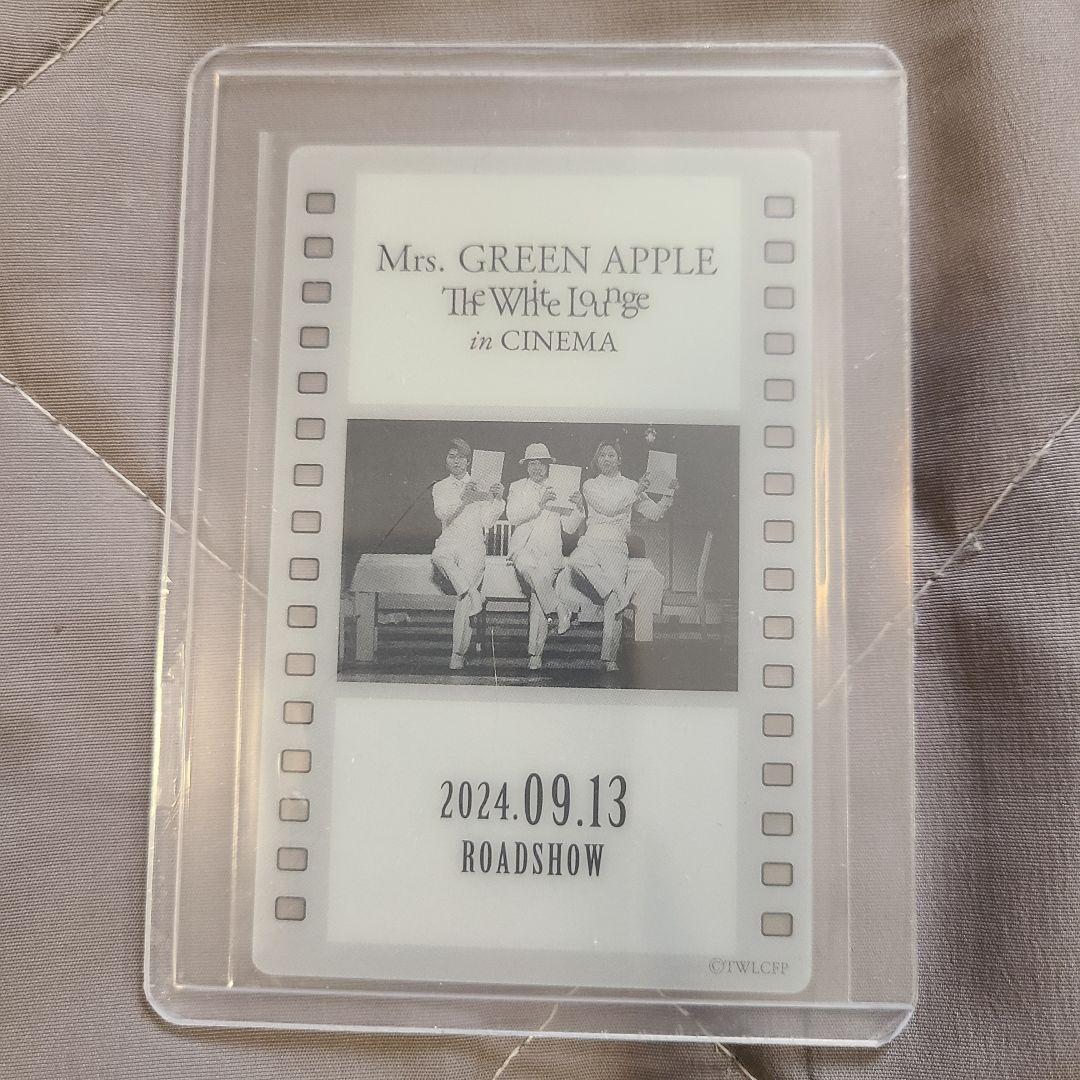 Mrs. GREEN APPLE
The White Lounge
in CINEMA
2024.09.13
ROADSHOW
©TWLCFP